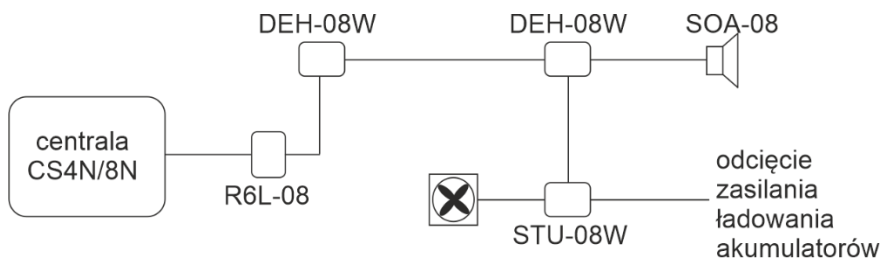 DEH-08W
DEH-08W
SOA-08
centrala
CS4N/8N
R6L-08
STU-08W
odcięcie
zasilania
ładowania
akumulatorów